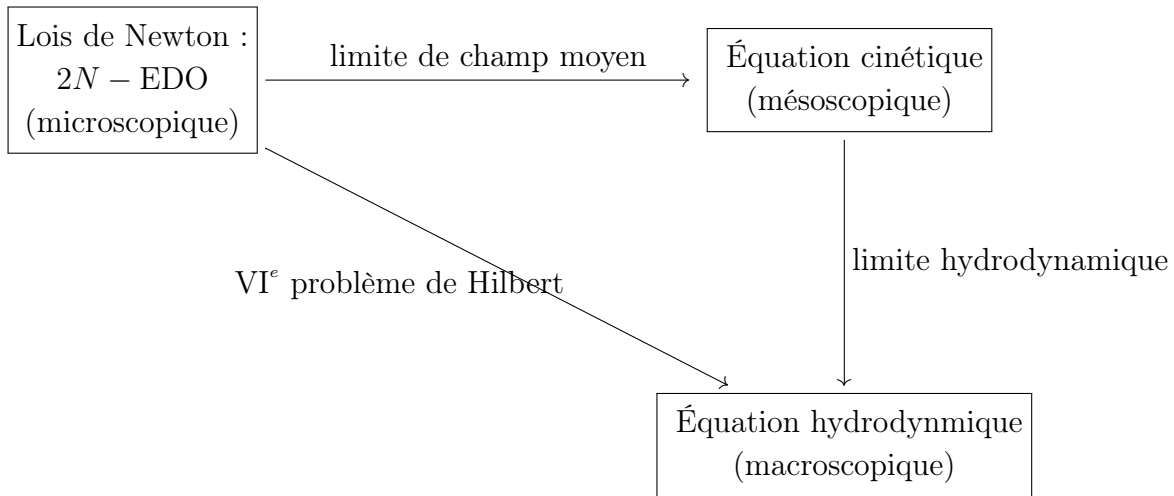 Lois de Newton :
2N − EDO
(microscopique)
limite de champ moyen
Équation cinétique
(mésoscopique)
VIᵉ problème de Hilbert
limite hydrodynamique
Équation hydrodynmique
(macroscopique)